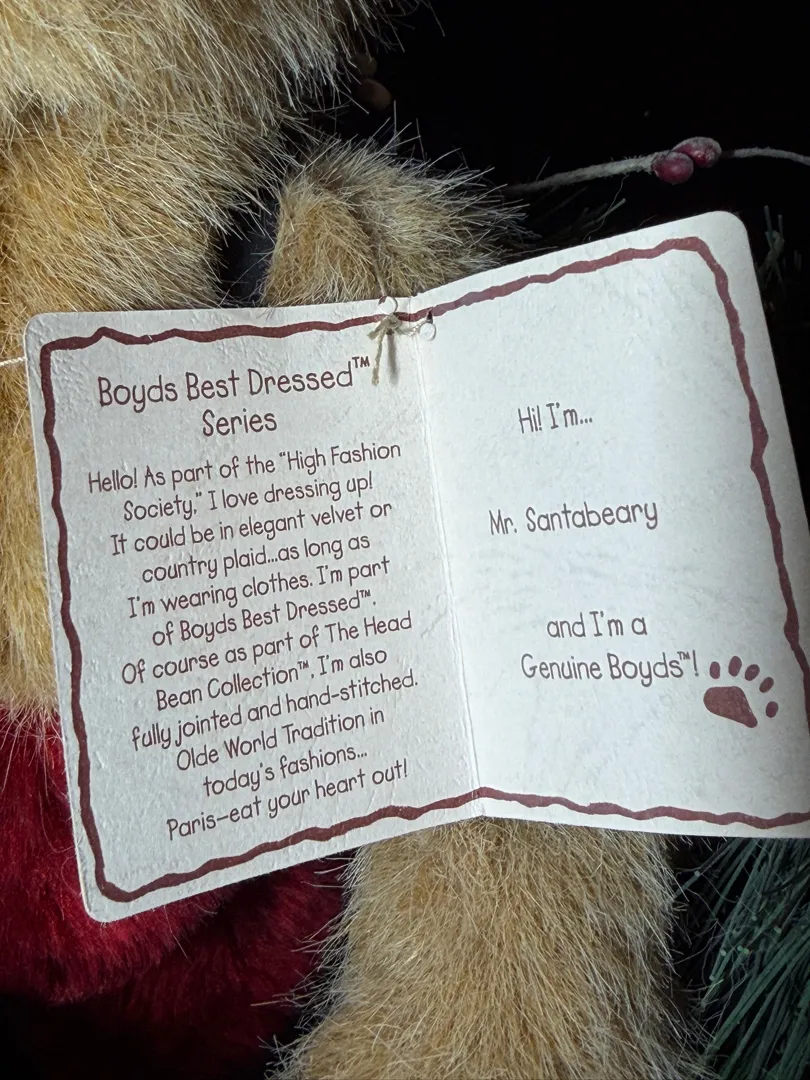 Boyds Best Dressed™
Series
Hello! As part of the "High Fashion
Society," I love dressing up!
It could be in elegant velvet or
country plaid...as long as
I'm wearing clothes. I'm part
of Boyds Best Dressed™.
Of course as part of The Head
Bean Collection™, I'm also
fully jointed and hand-stitched.
Olde World Tradition in
today's fashions...
Paris—eat your heart out!
Hi! I'm...
Mr. Santabeary
and I'm a
Genuine Boyds™!